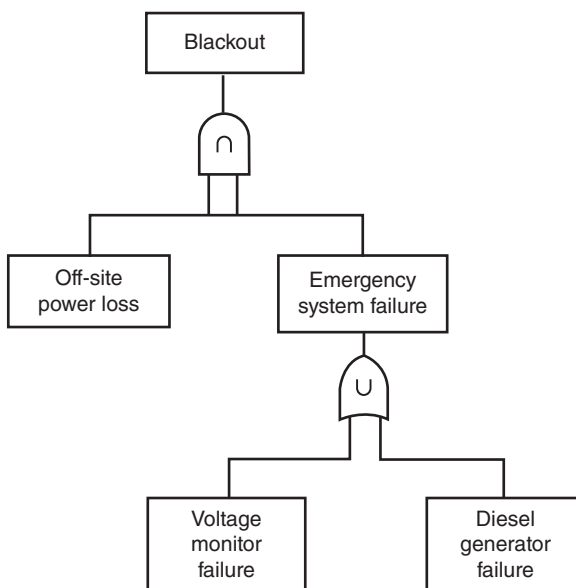 Blackout
∩
Off-site
power loss
Emergency
system failure
∪
Voltage
monitor
failure
Diesel
generator
failure